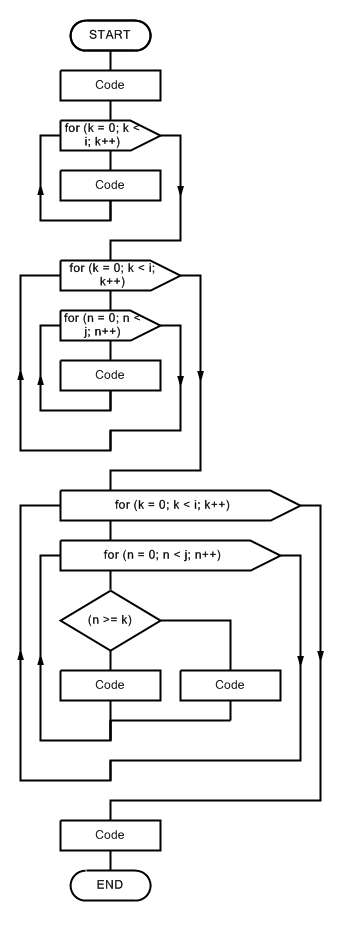 START
Code
for (k = 0; k <
i; k++)
Code
for (k = 0; k < i;
k++)
for (n = 0; n <
j; n++)
Code
for (k = 0; k < i; k++)
for (n = 0; n < j; n++)
(n >= k)
Code
Code
Code
END